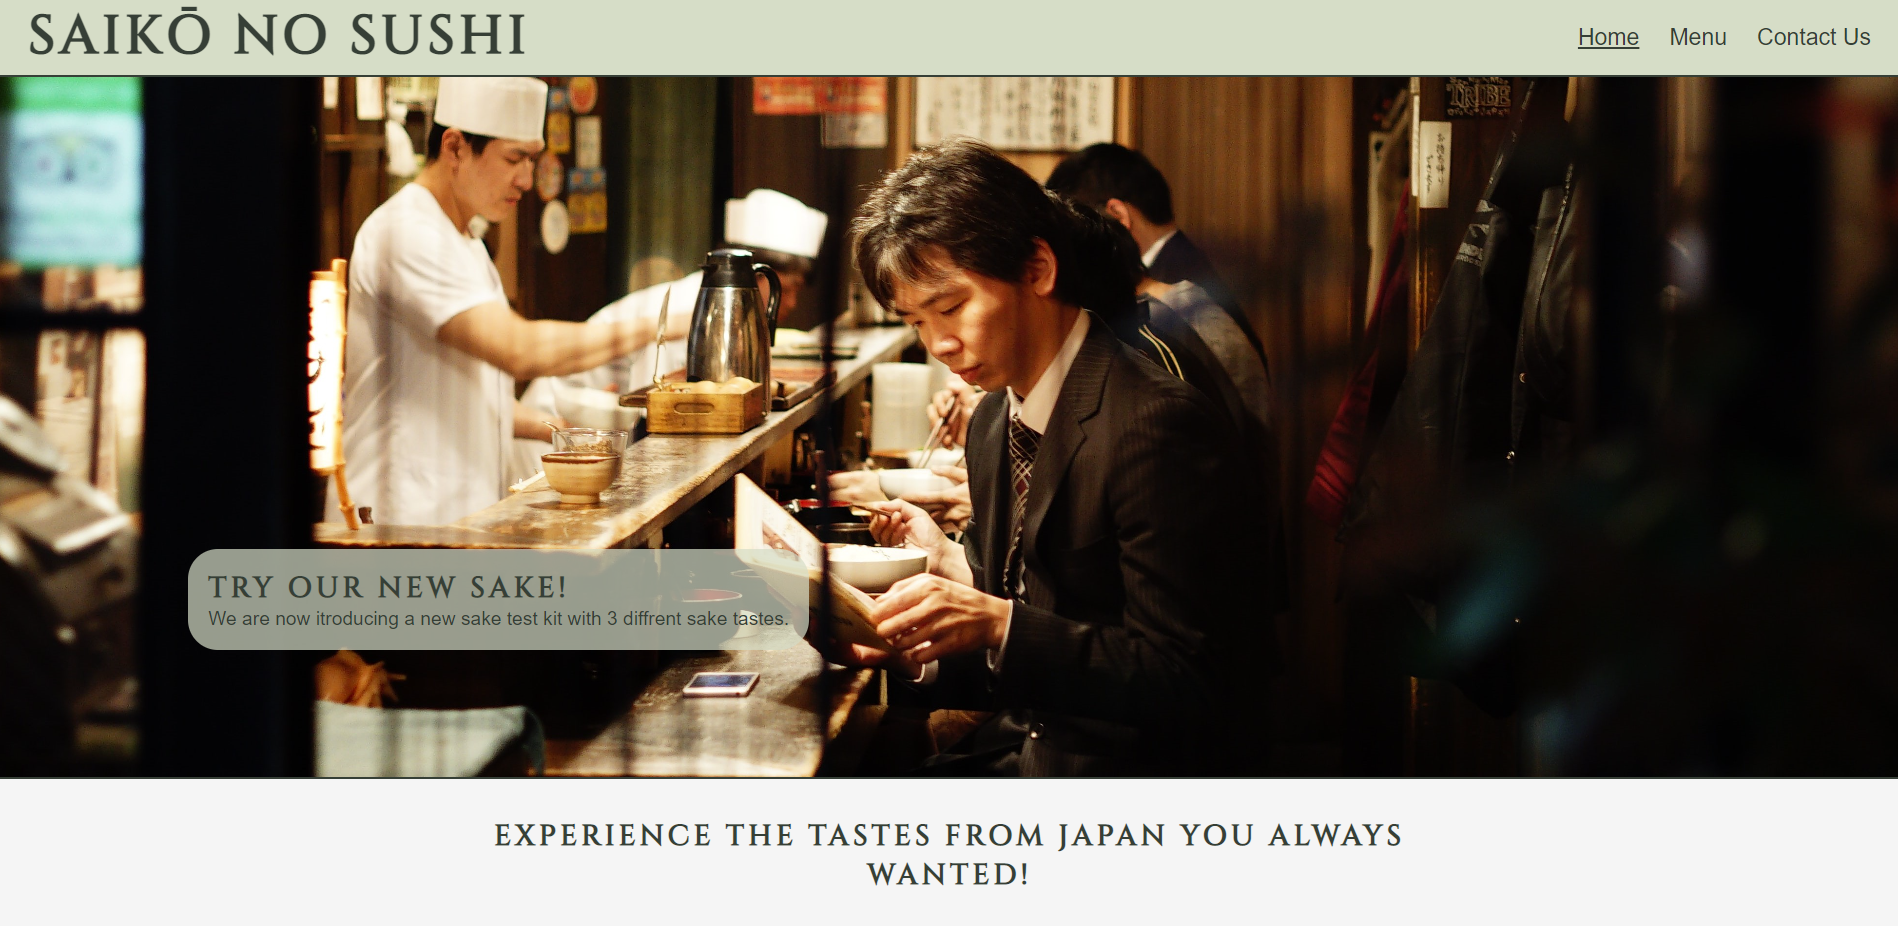 SAIKŌ NO SUSHI
Home Menu Contact Us
TRIBE
TRY OUR NEW SAKE!
We are now itroducing a new sake test kit with 3 diffrent sake tastes.
EXPERIENCE THE TASTES FROM JAPAN YOU ALWAYS
WANTED!